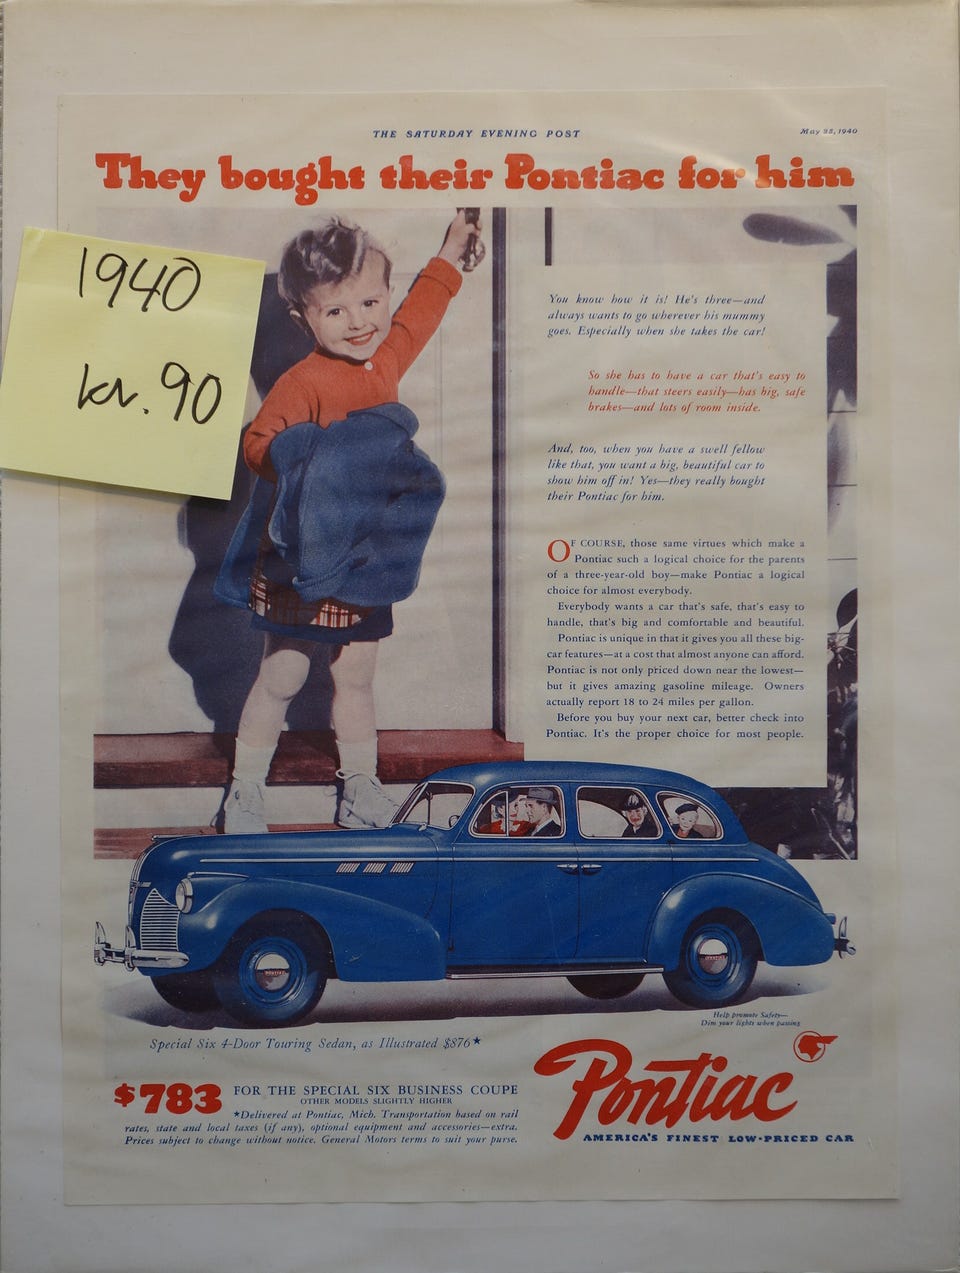 THE SATURDAY EVENING POST
May 25, 1940
They bought their Pontiac for him
1940
kr. 90
You know how it is! He's three—and
always wants to go wherever his mummy
goes. Especially when she takes the car!
So she has to have a car that's easy to
handle—that steers easily—has big, safe
brakes—and lots of room inside.
And, too, when you have a swell fellow
like that, you want a big, beautiful car to
show him off in! Yes—they really bought
their Pontiac for him.
OF COURSE, those same virtues which make a
Pontiac such a logical choice for the parents
of a three-year-old boy—make Pontiac a logical
choice for almost everybody.
Everybody wants a car that's safe, that's easy to
handle, that's big and comfortable and beautiful.
Pontiac is unique in that it gives you all these big-
car features—at a cost that almost anyone can afford.
Pontiac is not only priced down near the lowest—
but it gives amazing gasoline mileage. Owners
actually report 18 to 24 miles per gallon.
Before you buy your next car, better check into
Pontiac. It's the proper choice for most people.
Help promote Safety—
Dim your lights when passing
Special Six 4-Door Touring Sedan, as Illustrated $876★
$783 FOR THE SPECIAL SIX BUSINESS COUPE
OTHER MODELS SLIGHTLY HIGHER
★Delivered at Pontiac, Mich. Transportation based on rail
rates, state and local taxes (if any), optional equipment and accessories—extra.
Prices subject to change without notice. General Motors terms to suit your purse.
Pontiac
AMERICA'S FINEST LOW-PRICED CAR